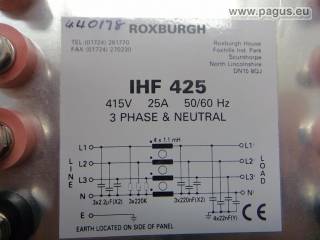 © www.pagus.eu
440178
ROXBURGH
TEL (01724) 281770
FAX (01724) 270230
Roxburgh House
Foxhills Ind. Park
Scunthorpe
North Lincolnshire
DN15 8QJ
IHF 425
415V 25A 50/60 Hz
3 PHASE & NEUTRAL
4 x 1.1 mH
L1 L1'
L2 L2'
L3 L3'
N N'
LINE
LOAD
3x2.2uF(X2) 3x220K 3x220nF(X2)
4x22nF(Y)
E
EARTH LOCATED ON SIDE OF PANEL
CE